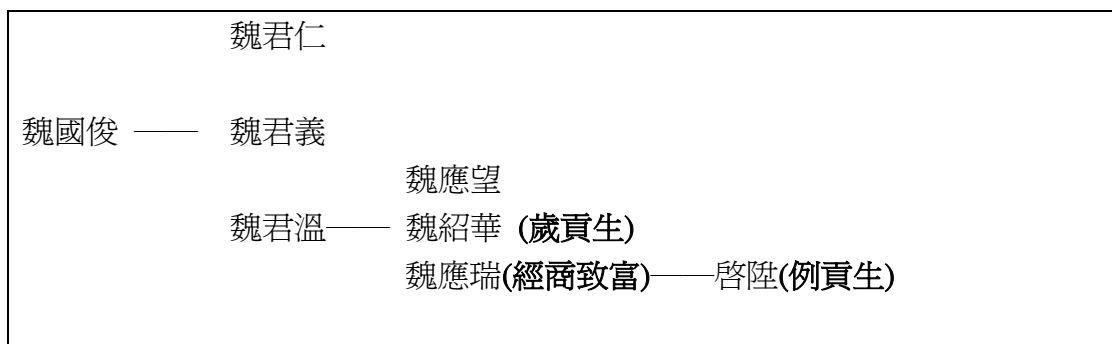 魏君仁
魏國俊 —— 魏君義
魏應望
魏君溫—— 魏紹華 (歲貢生)
魏應瑞(經商致富)——啓陞(例貢生)